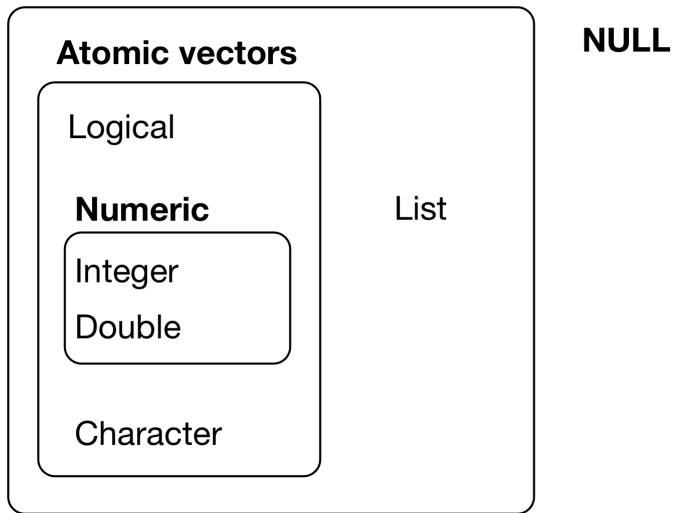 NULL
Atomic vectors
Logical
Numeric
List
Integer
Double
Character